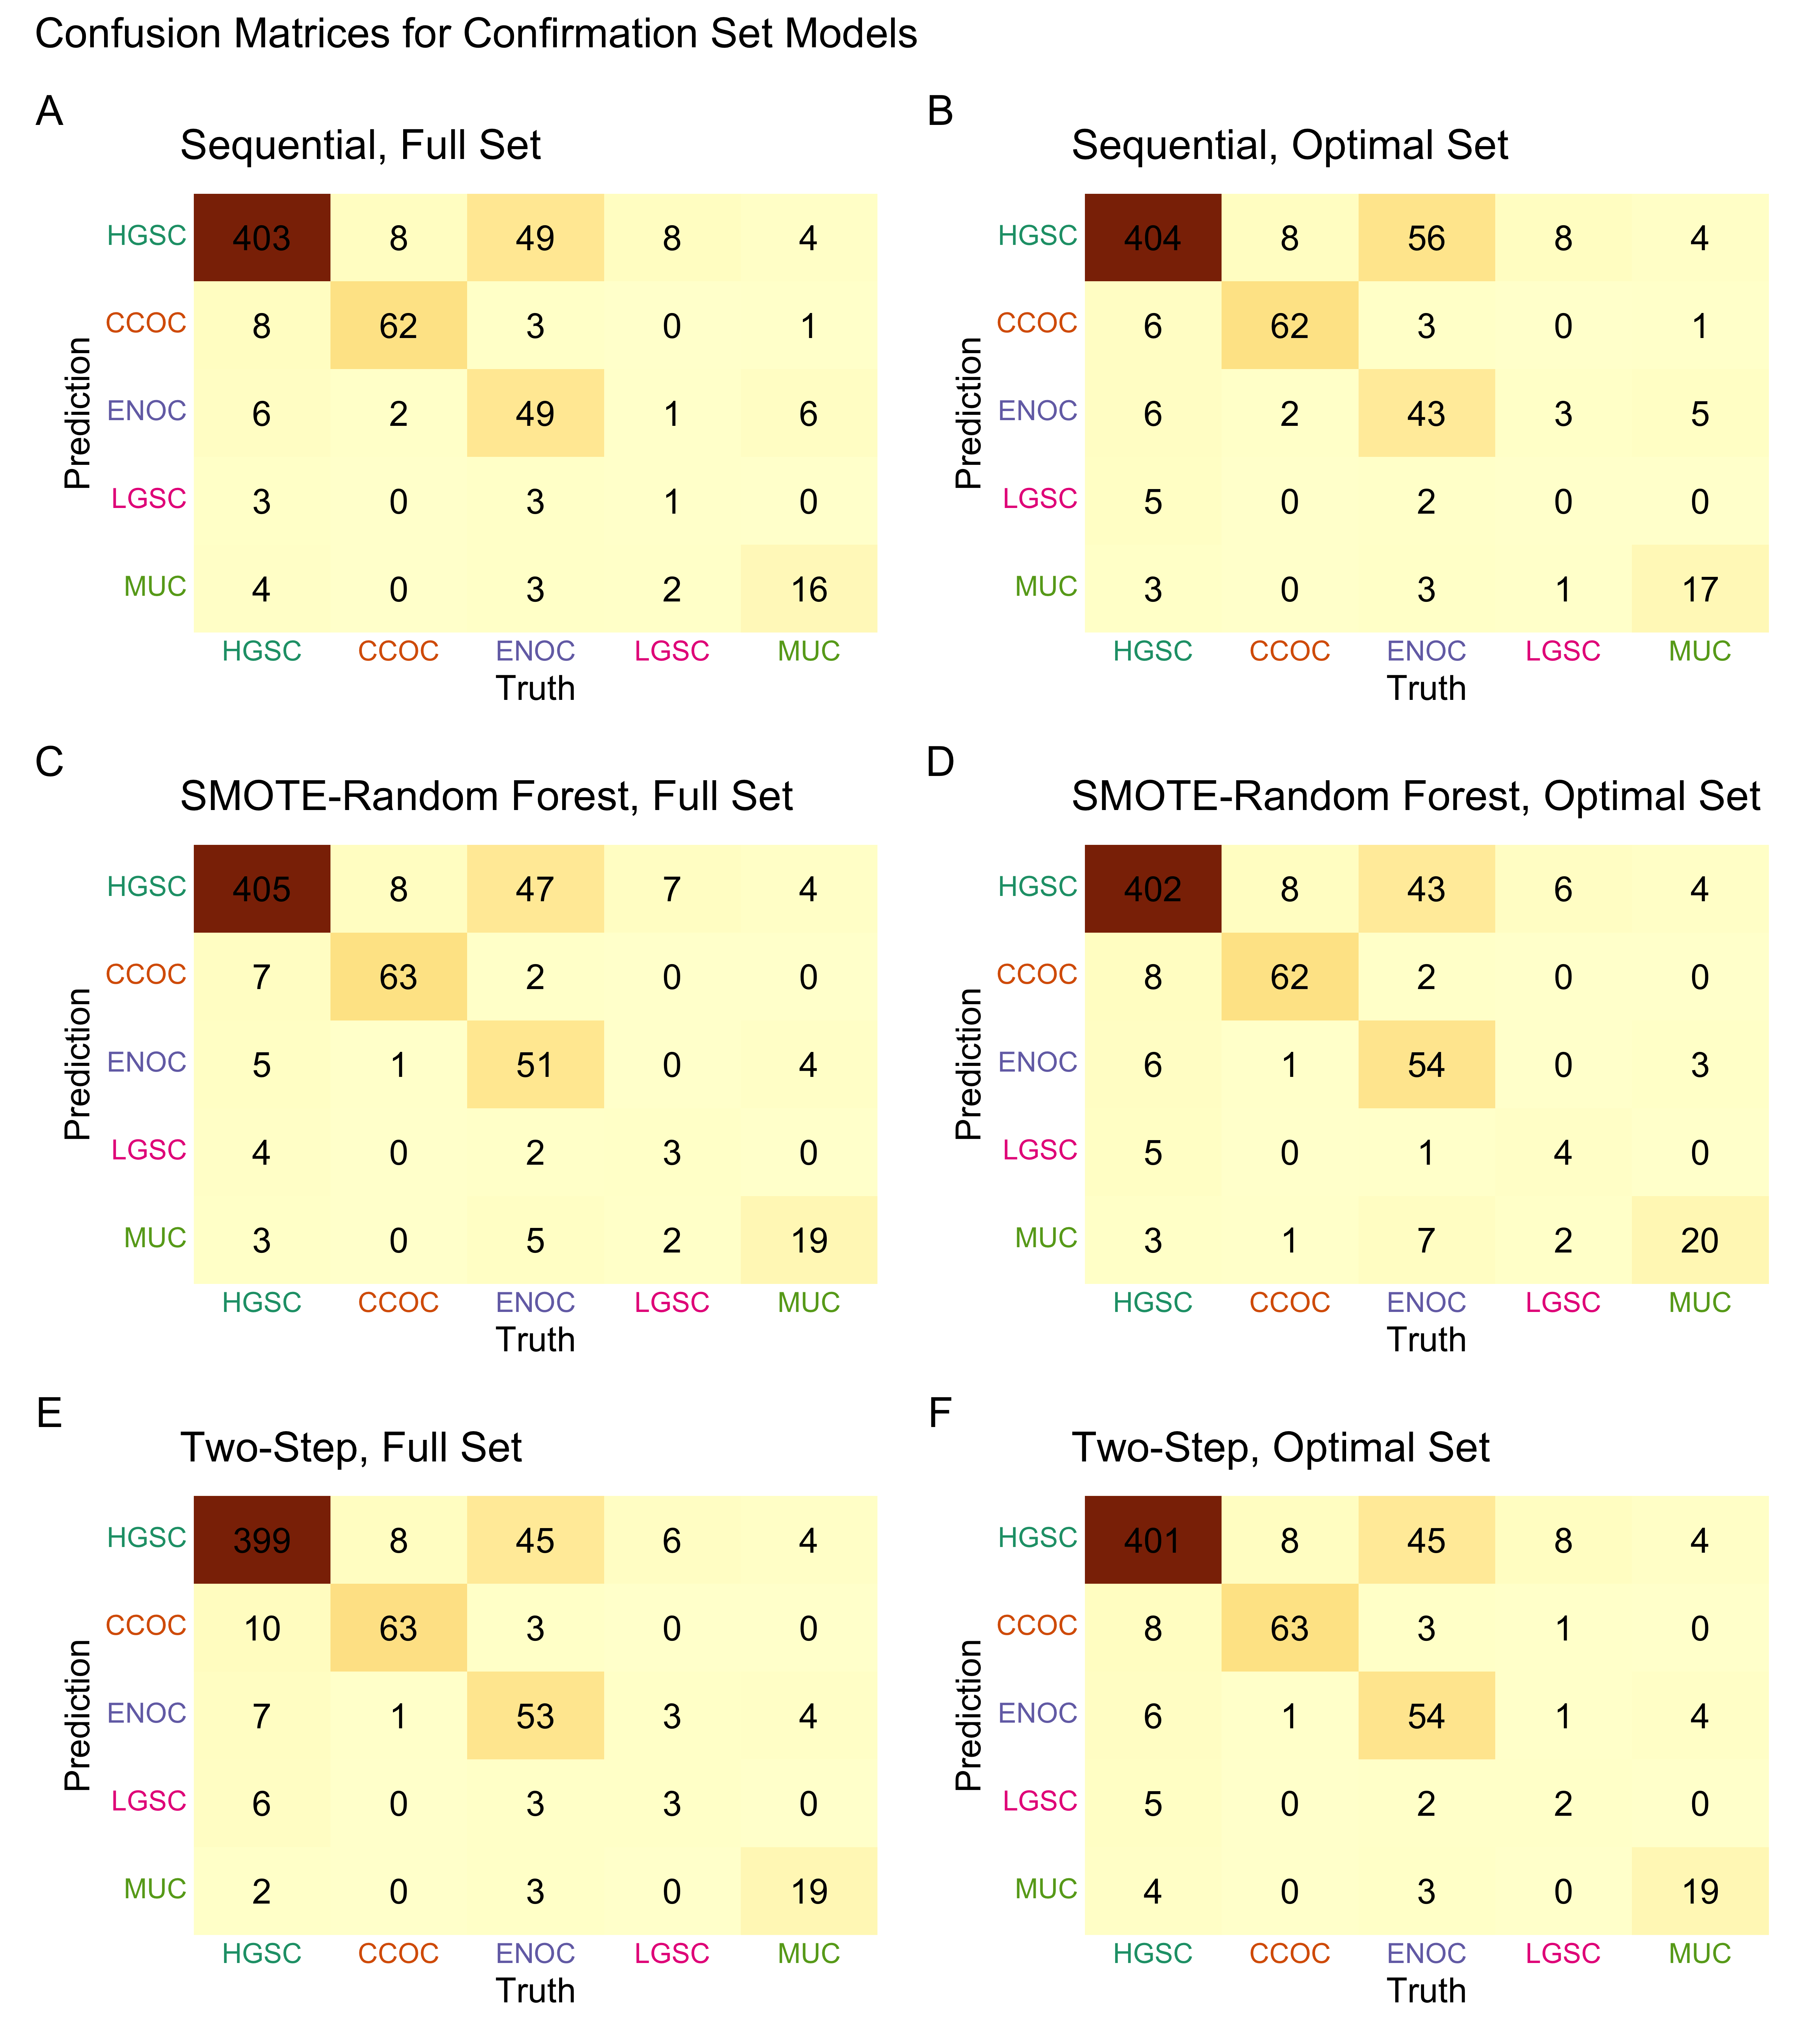 Confusion Matrices for Confirmation Set Models
A
Sequential, Full Set
Prediction
HGSC 403 8 49 8 4
CCOC 8 62 3 0 1
ENOC 6 2 49 1 6
LGSC 3 0 3 1 0
MUC 4 0 3 2 16
HGSC CCOC ENOC LGSC MUC
Truth
B
Sequential, Optimal Set
Prediction
HGSC 404 8 56 8 4
CCOC 6 62 3 0 1
ENOC 6 2 43 3 5
LGSC 5 0 2 0 0
MUC 3 0 3 1 17
HGSC CCOC ENOC LGSC MUC
Truth
C
SMOTE-Random Forest, Full Set
Prediction
HGSC 405 8 47 7 4
CCOC 7 63 2 0 0
ENOC 5 1 51 0 4
LGSC 4 0 2 3 0
MUC 3 0 5 2 19
HGSC CCOC ENOC LGSC MUC
Truth
D
SMOTE-Random Forest, Optimal Set
Prediction
HGSC 402 8 43 6 4
CCOC 8 62 2 0 0
ENOC 6 1 54 0 3
LGSC 5 0 1 4 0
MUC 3 1 7 2 20
HGSC CCOC ENOC LGSC MUC
Truth
E
Two-Step, Full Set
Prediction
HGSC 399 8 45 6 4
CCOC 10 63 3 0 0
ENOC 7 1 53 3 4
LGSC 6 0 3 3 0
MUC 2 0 3 0 19
HGSC CCOC ENOC LGSC MUC
Truth
F
Two-Step, Optimal Set
Prediction
HGSC 401 8 45 8 4
CCOC 8 63 3 1 0
ENOC 6 1 54 1 4
LGSC 5 0 2 2 0
MUC 4 0 3 0 19
HGSC CCOC ENOC LGSC MUC
Truth